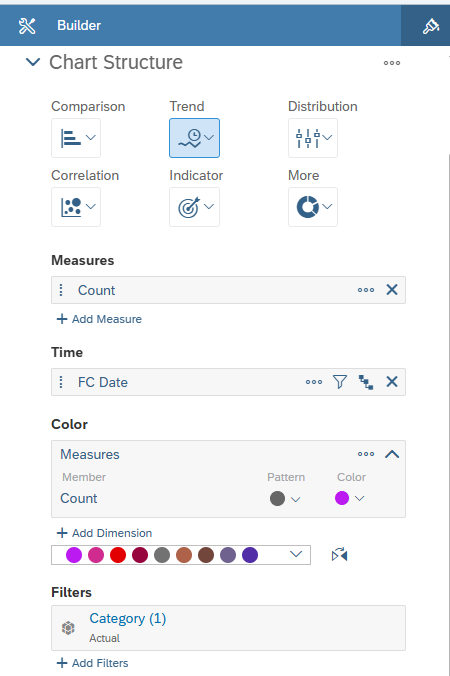 Builder
Chart Structure
Comparison Trend Distribution
Correlation Indicator More
Measures
Count
+ Add Measure
Time
FC Date
Color
Measures
Member Pattern Color
Count
+ Add Dimension
Filters
Category (1)
Actual
+ Add Filters